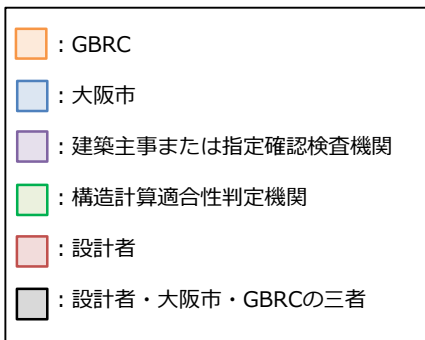 ：GBRC
：大阪市
：建築主事または指定確認検査機関
：構造計算適合性判定機関
：設計者
：設計者・大阪市・GBRCの三者